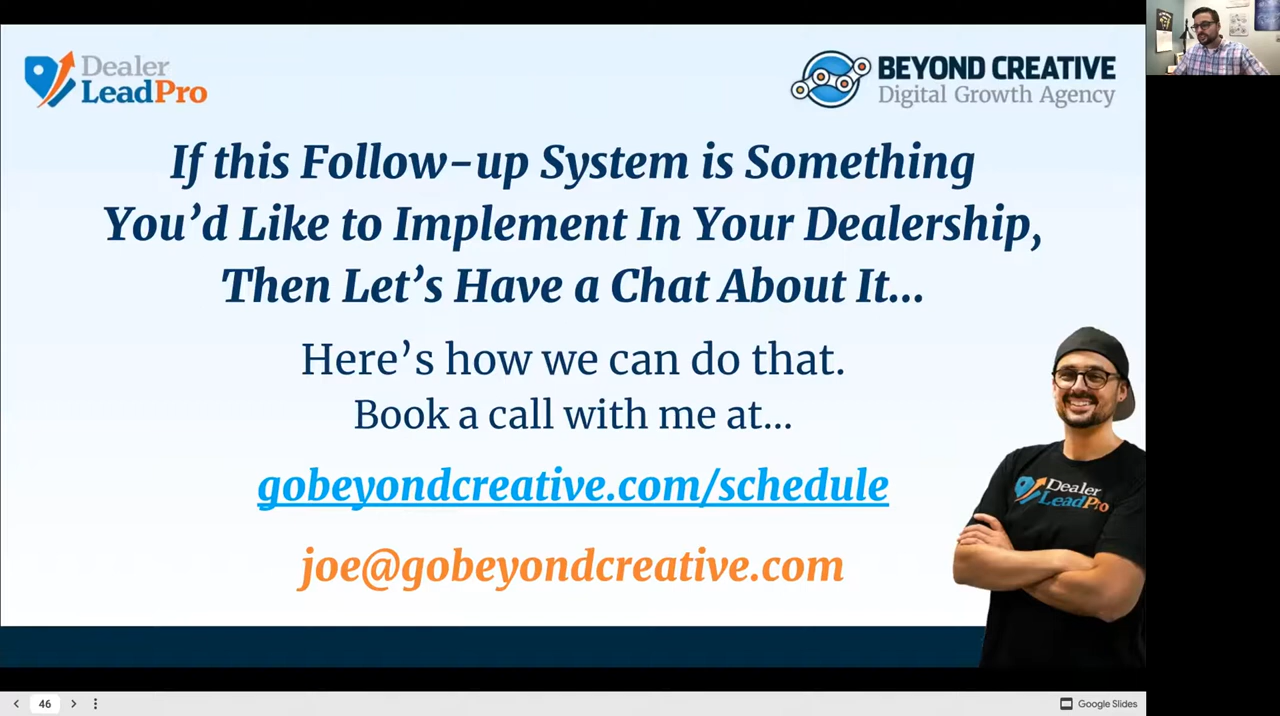 Dealer
LeadPro
BEYOND CREATIVE
Digital Growth Agency
If this Follow-up System is Something
You’d Like to Implement In Your Dealership,
Then Let’s Have a Chat About It...
Here’s how we can do that.
Book a call with me at...
gobeyondcreative.com/schedule
joe@gobeyondcreative.com
Dealer
LeadPro
46
Google Slides